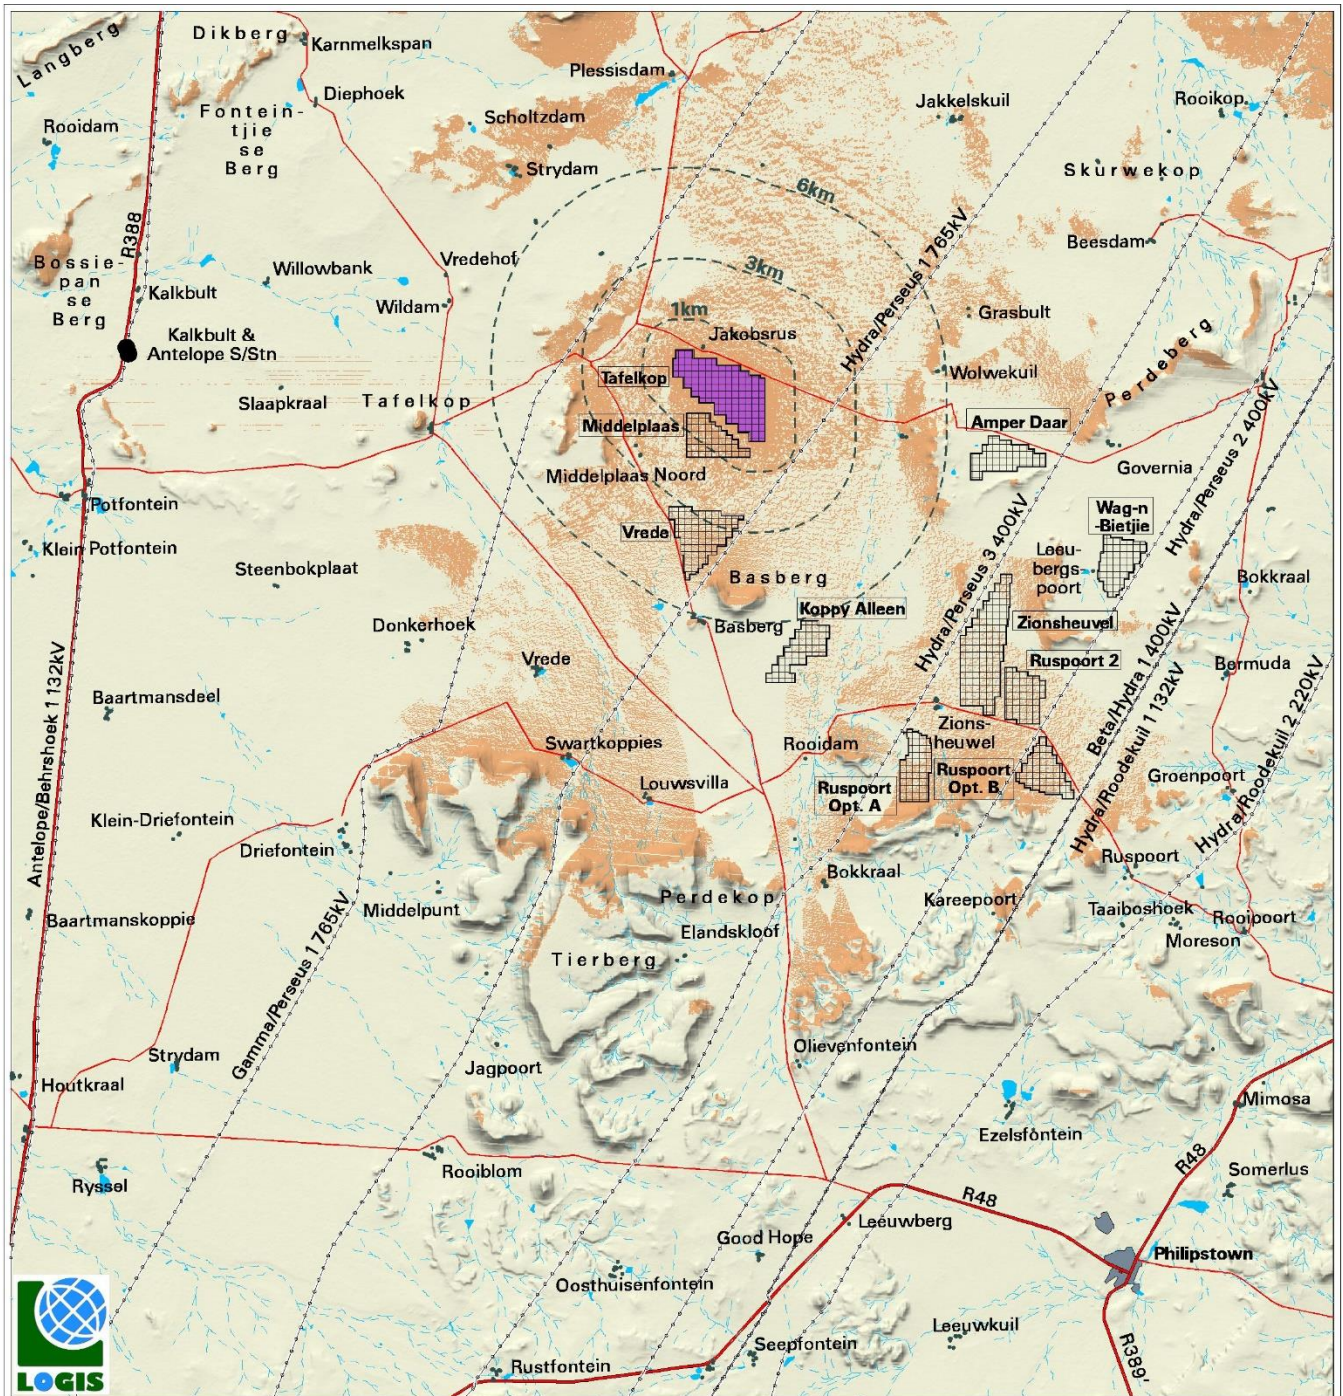 Langberg
Dikberg
Karnmelkspan
Diephoek
Fontein-
tjie
se
Berg
Rooidam
Plessisdam
Scholtzdam
Strydam
Jakkelskuil
Rooikop
Skurwekop
Beesdam
R388
6km
3km
1km
Hydra/Perseus 1 765kV
Bossie-
pan
se
Berg
Kalkbult
Willowbank
Vredehof
Wildam
Kalkbult &
Antelope S/Stn
Slaapkraal
Tafelkop
Jakobsrus
Tafelkop
Middelplaas
Middelplaas Noord
Grasbult
Wolwekuil
Perdeberg
Amper Daar
Governia
Hydra/Perseus 2 400kV
Potfontein
Klein Potfontein
Steenbokplaat
Vrede
Basberg
Basberg
Koppy Alleen
Hydra/Perseus 3 400kV
Wag-n
-Bietjie
Leeu-
bergs-
poort
Bokkraal
Zionsheuvel
Ruspoort 2
Bermuda
Donkerhoek
Vrede
Baartmansdeel
Antelope/Behrshoek 1 132kV
Swartkoppies
Louwsvilla
Rooidam
Zions-
heuwel
Ruspoort
Opt. A
Ruspoort
Opt. B
Beta/Hydra 1 400kV
Hydra/Roodekuil 1 132kV
Hydra/Roodekuil 2 220kV
Groenpoort
Klein-Driefontein
Driefontein
Baartmanskoppie
Middelpunt
Gamma/Perseus 1 765kV
Perdekop
Elandskloof
Tierberg
Bokkraal
Kareepoort
Ruspoort
Taaiboshoek
Rooipoort
Moreson
Strydam
Houtkraal
Jagpoort
Olievenfontein
Ezelsfontein
Mimosa
R48
Somerlus
Ryssel
Rooiblom
R48
Leeuwberg
Good Hope
Oosthuisenfontein
Philipstown
Leeuwkuil
Seepfontein
Rustfontein
R389
LOGIS